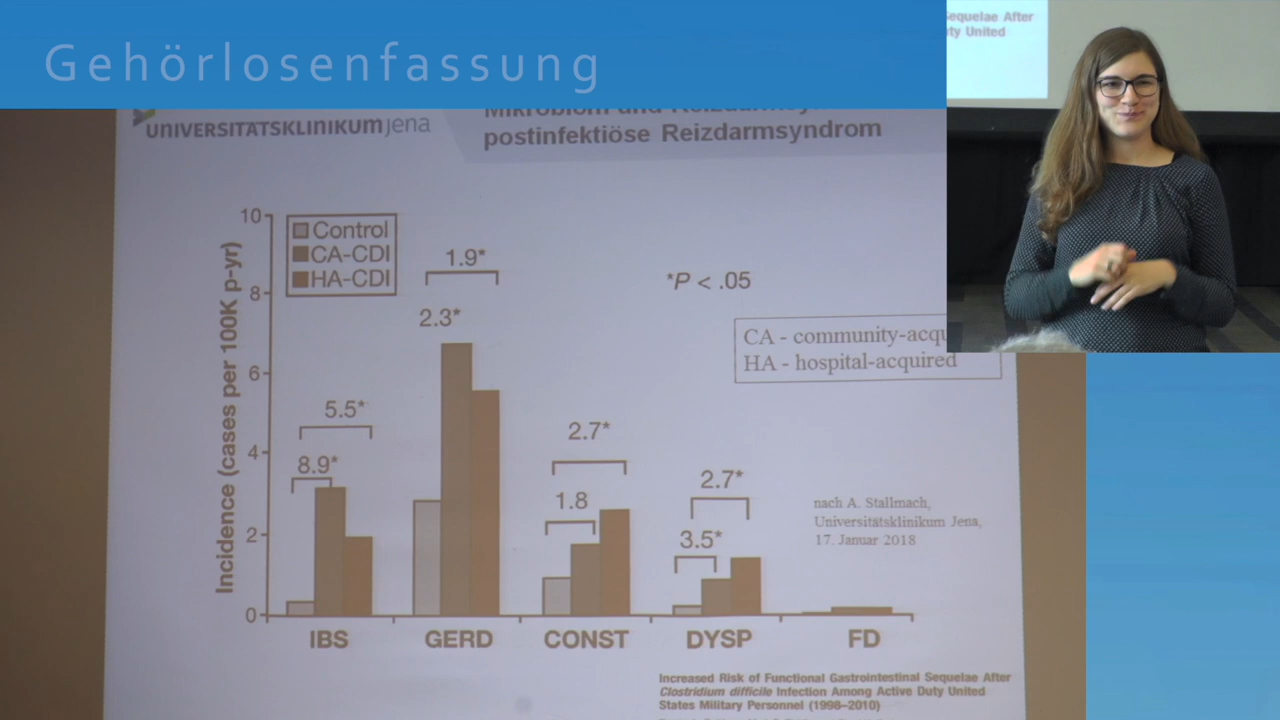 Gehörlosenfassung
Sequelae After
ty United
UNIVERSITÄTSKLINIKUM jena
Mikrobiom und
postinfektiöse Reizdarmsyndrom
Incidence (cases per 100K p-yr)
10
8
6
4
2
0
Control
CA-CDI
HA-CDI
1.9*
2.3*
5.5*
8.9*
2.7*
1.8
2.7*
3.5*
*P < .05
CA - community-acqu
HA - hospital-acquired
nach A. Stallmach,
Universitätsklinikum Jena,
17. Januar 2018
IBS GERD CONST DYSP FD
Increased Risk of Functional Gastrointestinal Sequelae After
Clostridium difficile Infection Among Active Duty United
States Military Personnel (1998–2010)